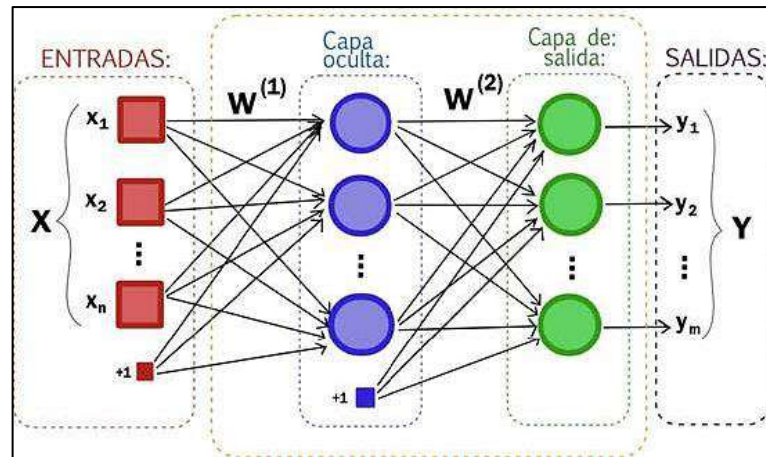 ENTRADAS:
Capa
oculta:
Capa de:
salida:
SALIDAS:
W(1)
W(2)
X
x1
x2
⋮
xn
+1
⋮
+1
⋮
y1
y2
⋮
ym
Y